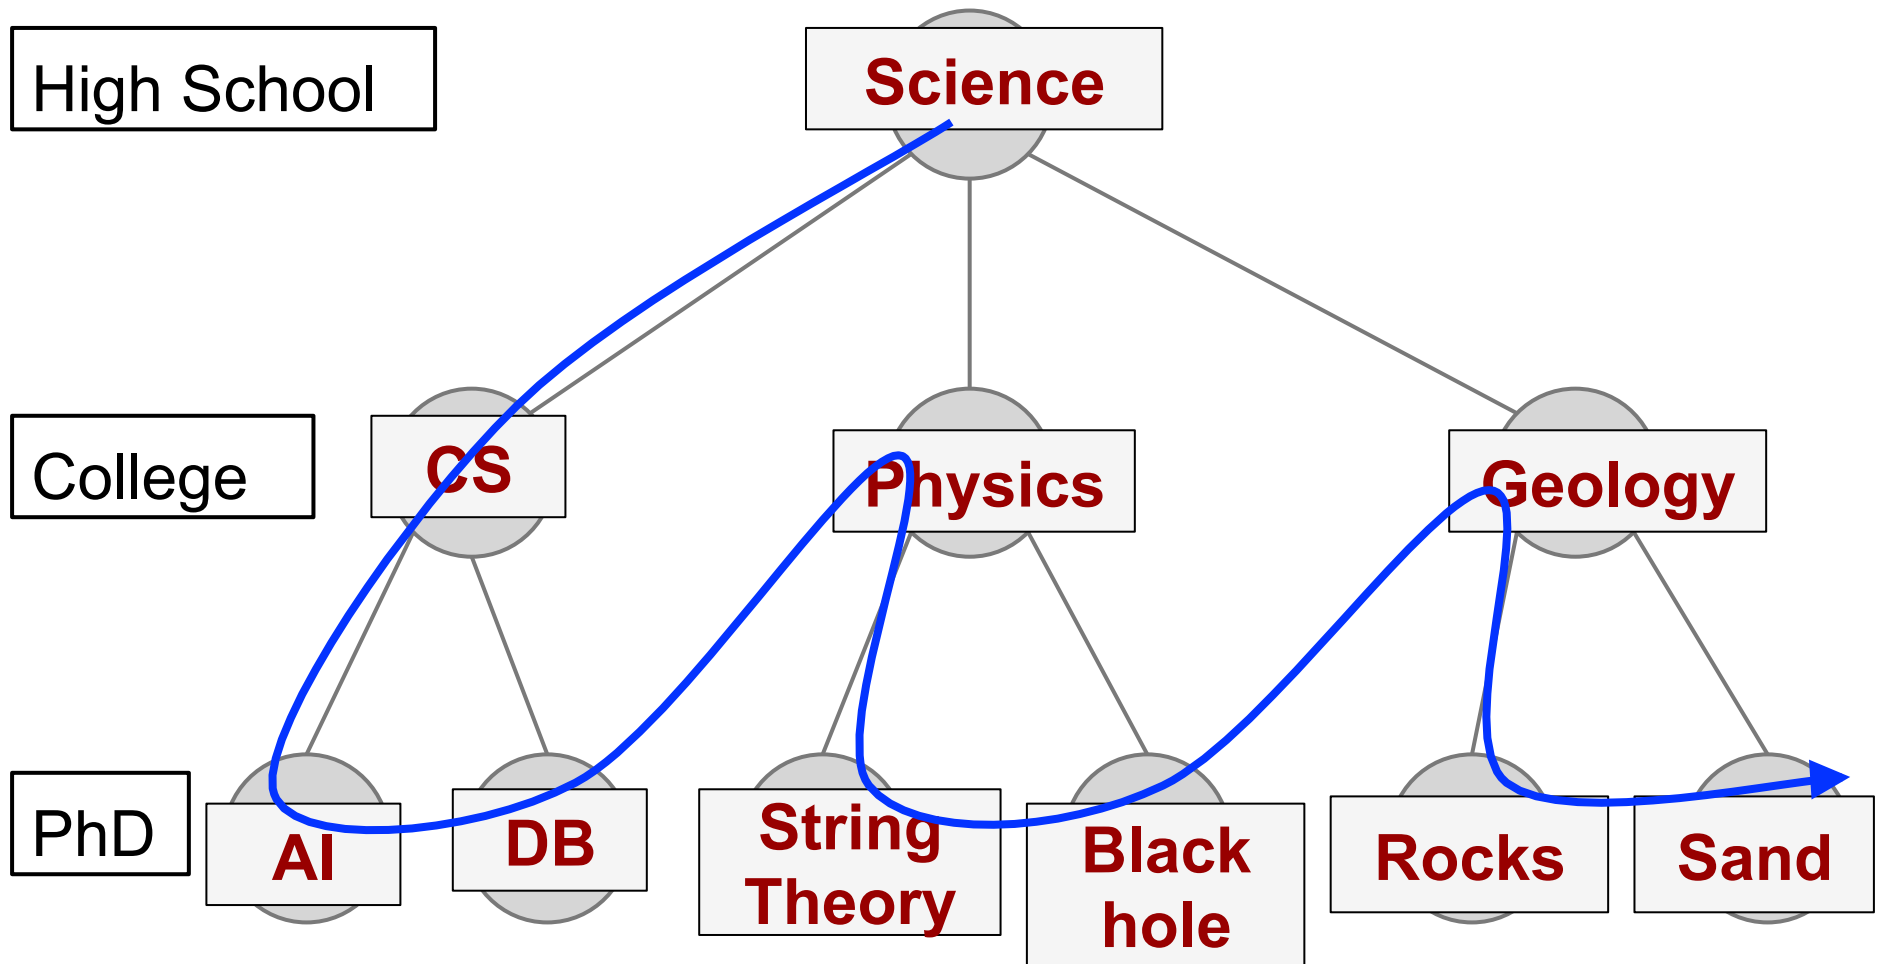 High School
Science
College
CS
Physics
Geology
PhD
AI
DB
String
Theory
Black
hole
Rocks
Sand